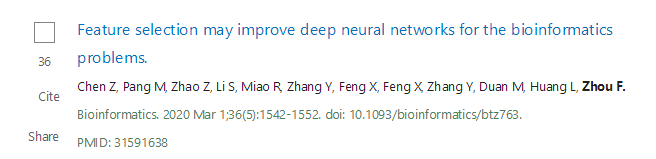 Feature selection may improve deep neural networks for the bioinformatics
problems.
36
Chen Z, Pang M, Zhao Z, Li S, Miao R, Zhang Y, Feng X, Feng X, Zhang Y, Duan M, Huang L, Zhou F.
Cite
Bioinformatics. 2020 Mar 1;36(5):1542-1552. doi: 10.1093/bioinformatics/btz763.
Share
PMID: 31591638